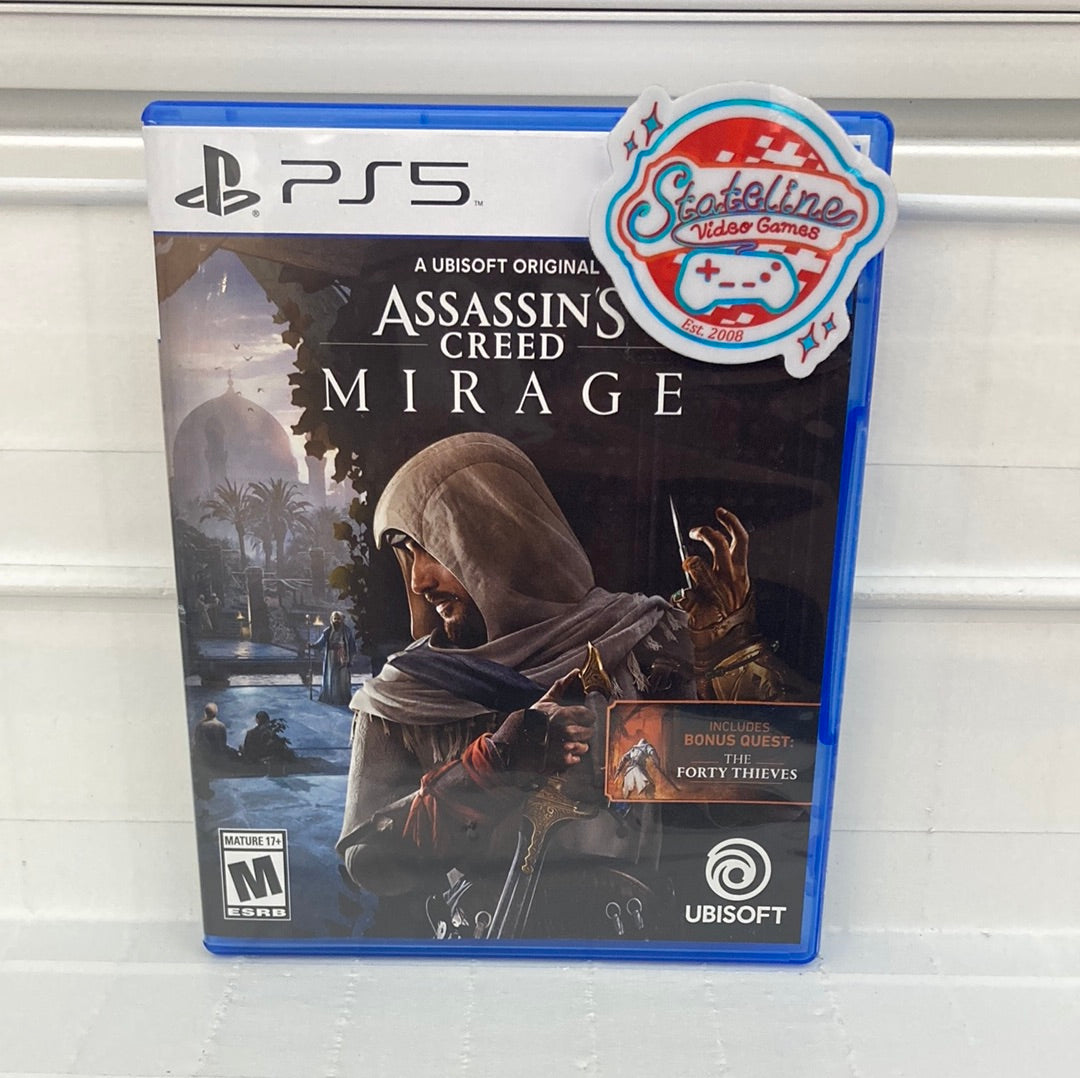 PS5
™
®
Stateline
Video Games
Est. 2008
A UBISOFT ORIGINAL
ASSASSIN'S
CREED
MIRAGE
INCLUDES
BONUS QUEST:
THE
FORTY THIEVES
MATURE 17+
M
ESRB
UBISOFT